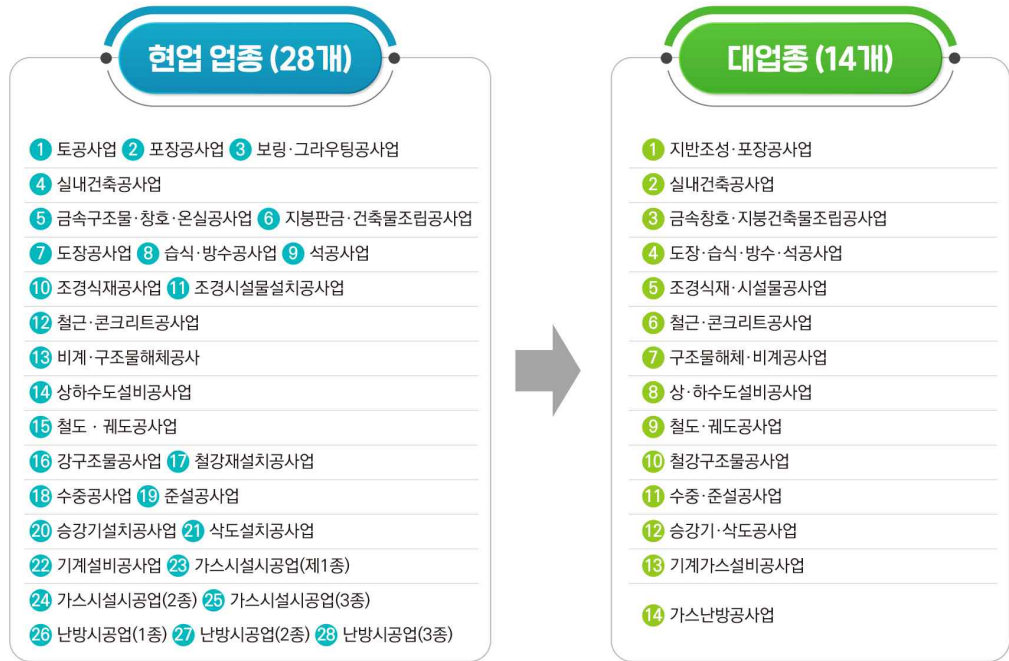 현업 업종 (28개)
1 토공사업 2 포장공사업 3 보링·그라우팅공사업
4 실내건축공사업
5 금속구조물·창호·온실공사업 6 지붕판금·건축물조립공사업
7 도장공사업 8 습식·방수공사업 9 석공사업
10 조경식재공사업 11 조경시설물설치공사업
12 철근·콘크리트공사업
13 비계·구조물해체공사
14 상하수도설비공사업
15 철도 · 궤도공사업
16 강구조물공사업 17 철강재설치공사업
18 수중공사업 19 준설공사업
20 승강기설치공사업 21 삭도설치공사업
22 기계설비공사업 23 가스시설시공업(제1종)
24 가스시설시공업(2종) 25 가스시설시공업(3종)
26 난방시공업(1종) 27 난방시공업(2종) 28 난방시공업(3종)
대업종 (14개)
1 지반조성·포장공사업
2 실내건축공사업
3 금속창호·지붕건축물조립공사업
4 도장·습식·방수·석공사업
5 조경식재·시설물공사업
6 철근·콘크리트공사업
7 구조물해체·비계공사업
8 상·하수도설비공사업
9 철도·궤도공사업
10 철강구조물공사업
11 수중·준설공사업
12 승강기·삭도공사업
13 기계가스설비공사업
14 가스난방공사업